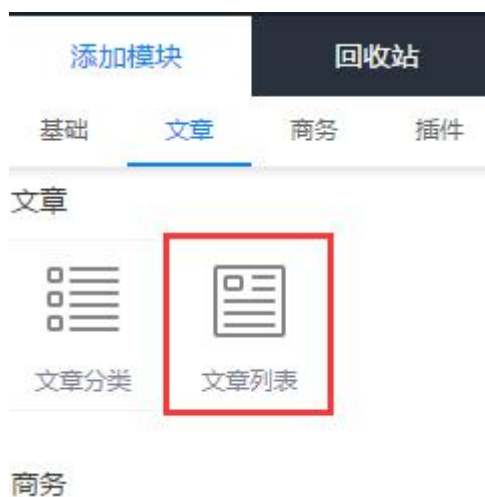 添加模块 回收站
基础 文章 商务 插件
文章
文章分类 文章列表
商务